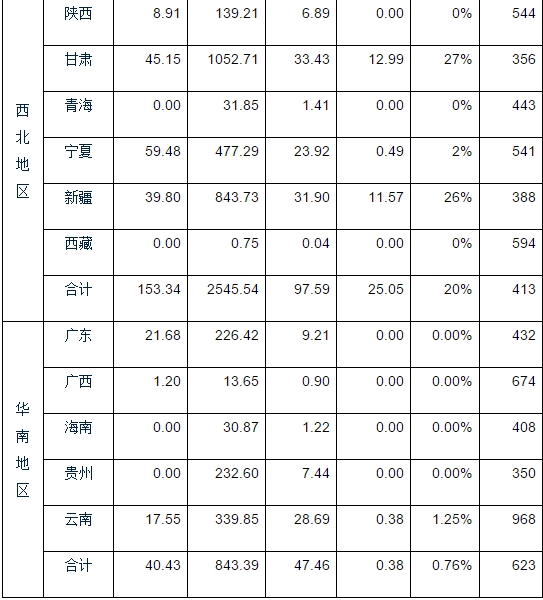 西北地区
陕西 8.91 139.21 6.89 0.00 0% 544
甘肃 45.15 1052.71 33.43 12.99 27% 356
青海 0.00 31.85 1.41 0.00 0% 443
宁夏 59.48 477.29 23.92 0.49 2% 541
新疆 39.80 843.73 31.90 11.57 26% 388
西藏 0.00 0.75 0.04 0.00 0% 594
合计 153.34 2545.54 97.59 25.05 20% 413
华南地区
广东 21.68 226.42 9.21 0.00 0.00% 432
广西 1.20 13.65 0.90 0.00 0.00% 674
海南 0.00 30.87 1.22 0.00 0.00% 408
贵州 0.00 232.60 7.44 0.00 0.00% 350
云南 17.55 339.85 28.69 0.38 1.25% 968
合计 40.43 843.39 47.46 0.38 0.76% 623